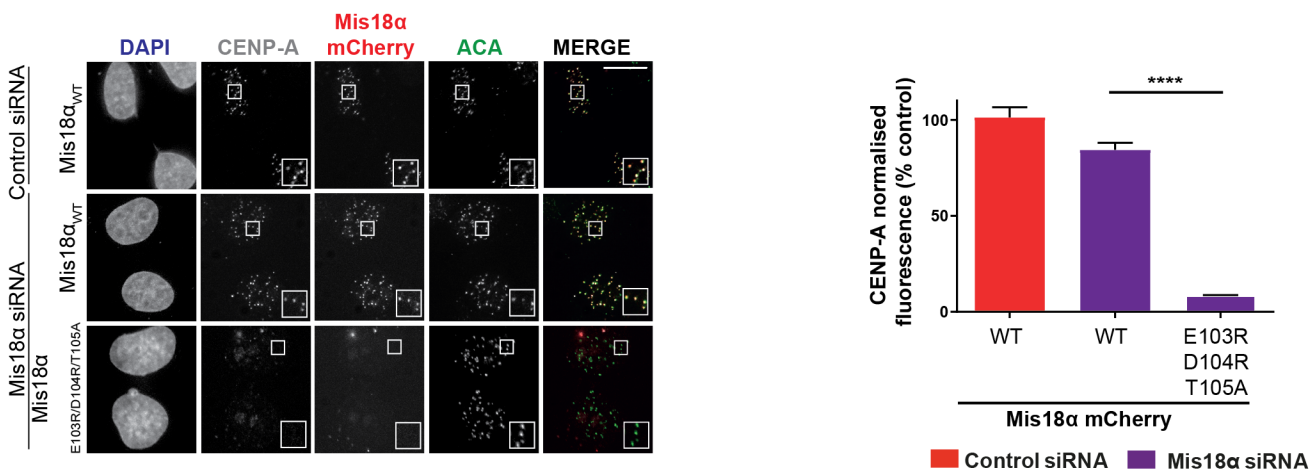 DAPI
CENP-A
Mis18α
mCherry
ACA
MERGE
Control siRNA
Mis18αWT
Mis18α siRNA
Mis18αWT
Mis18α
E103R/D104R/T105A
****
CENP-A normalised
fluorescence (% control)
100
50
0
WT
WT
E103R
D104R
T105A
Mis18α mCherry
Control siRNA
Mis18α siRNA